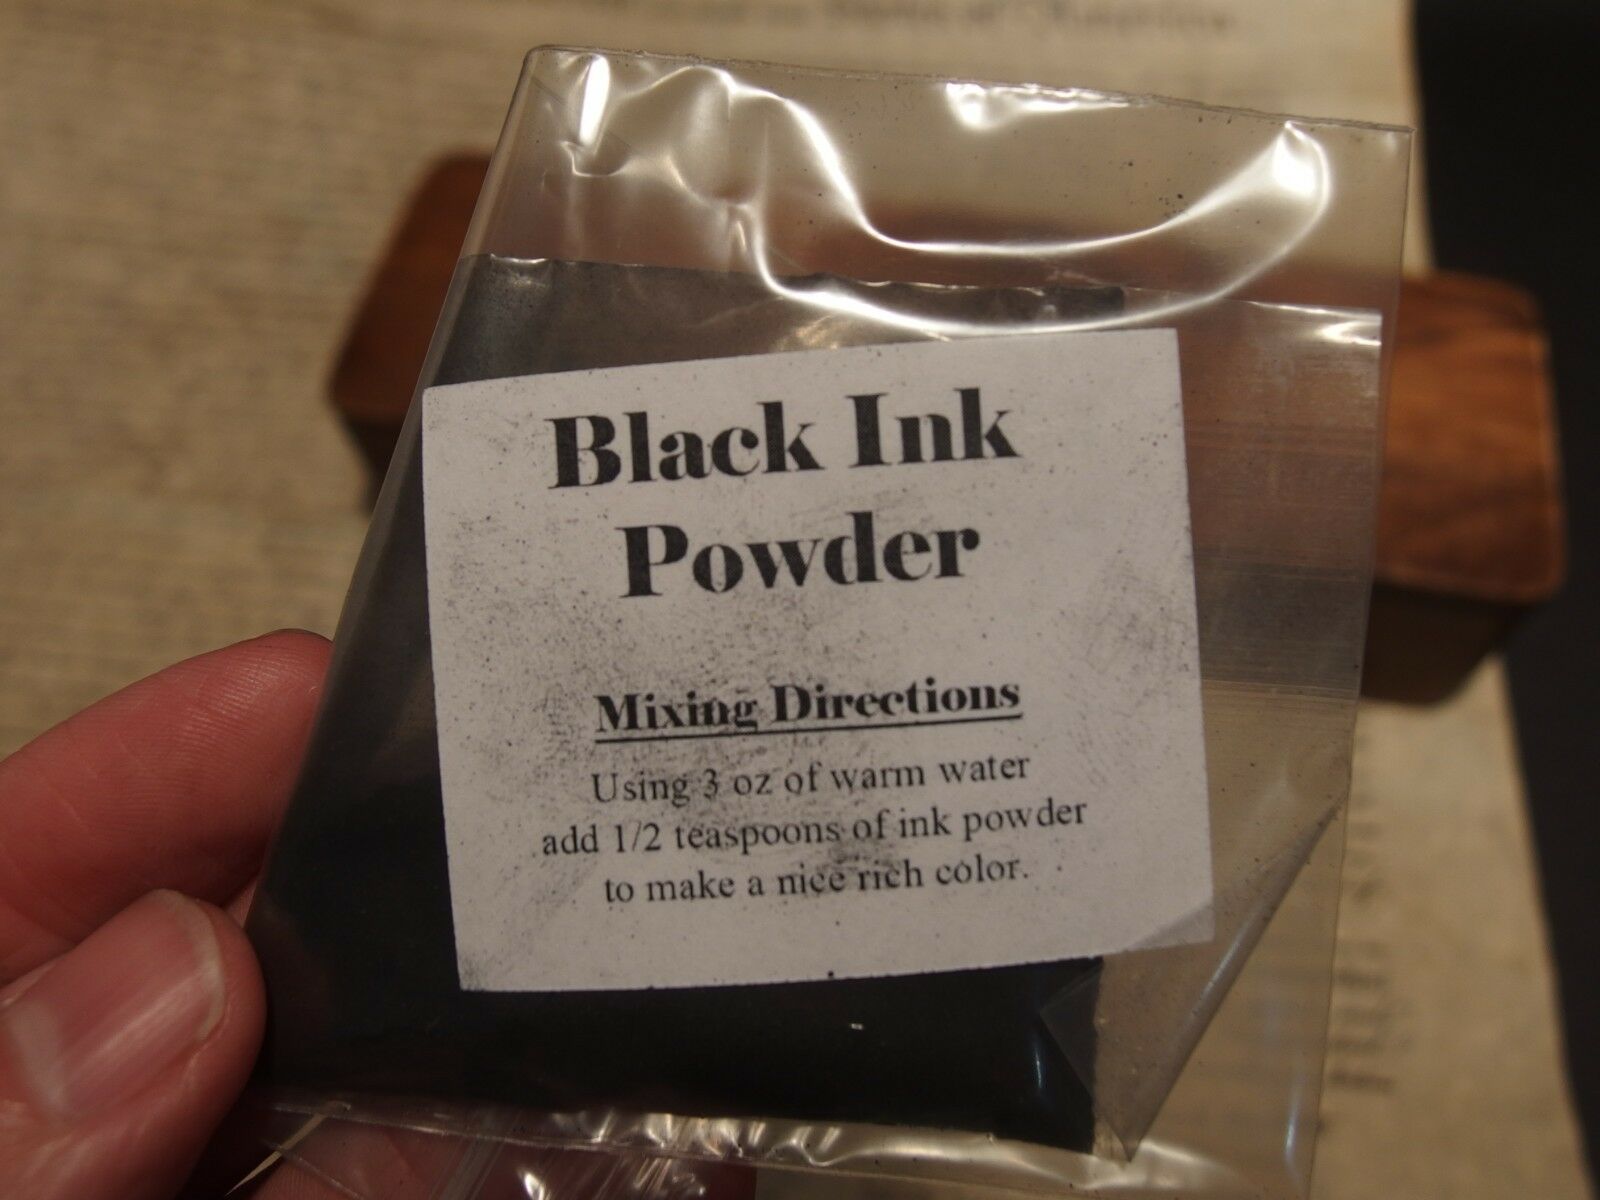 Black Ink
Powder
Mixing Directions
Using 3 oz of warm water
add 1/2 teaspoons of ink powder
to make a nice rich color.